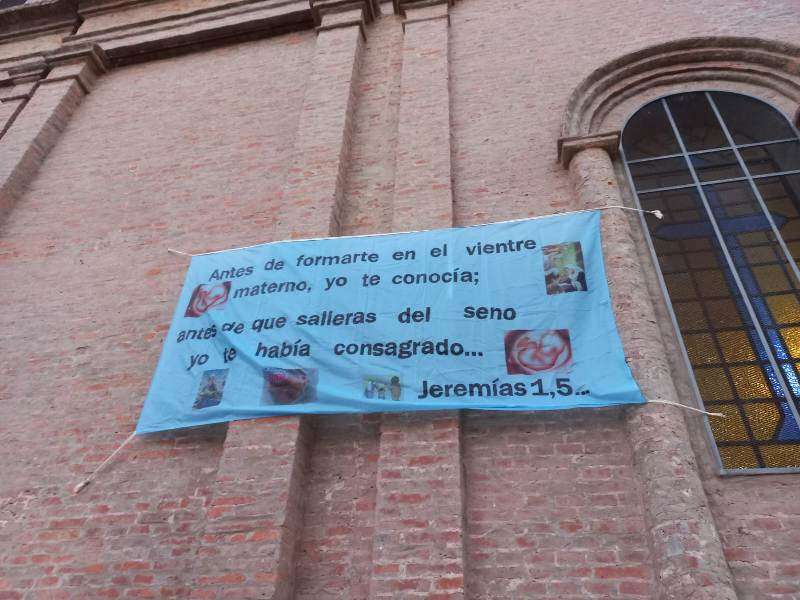 Antes de formarte en el vientre
materno, yo te conocía;
antes de que salieras del seno
yo te había consagrado...
Jeremías 1,5...